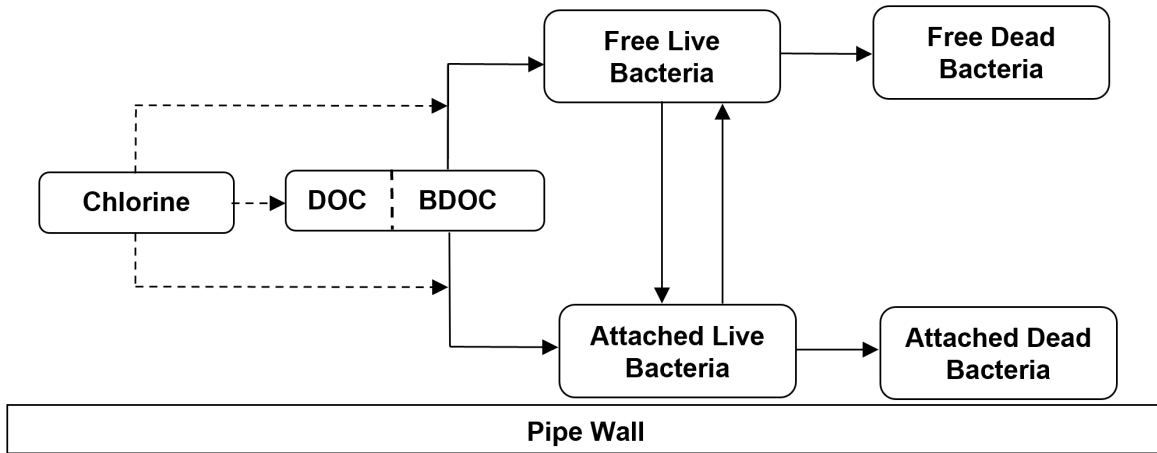 Free Live
Bacteria
Free Dead
Bacteria
Chlorine
DOC
BDOC
Attached Live
Bacteria
Attached Dead
Bacteria
Pipe Wall